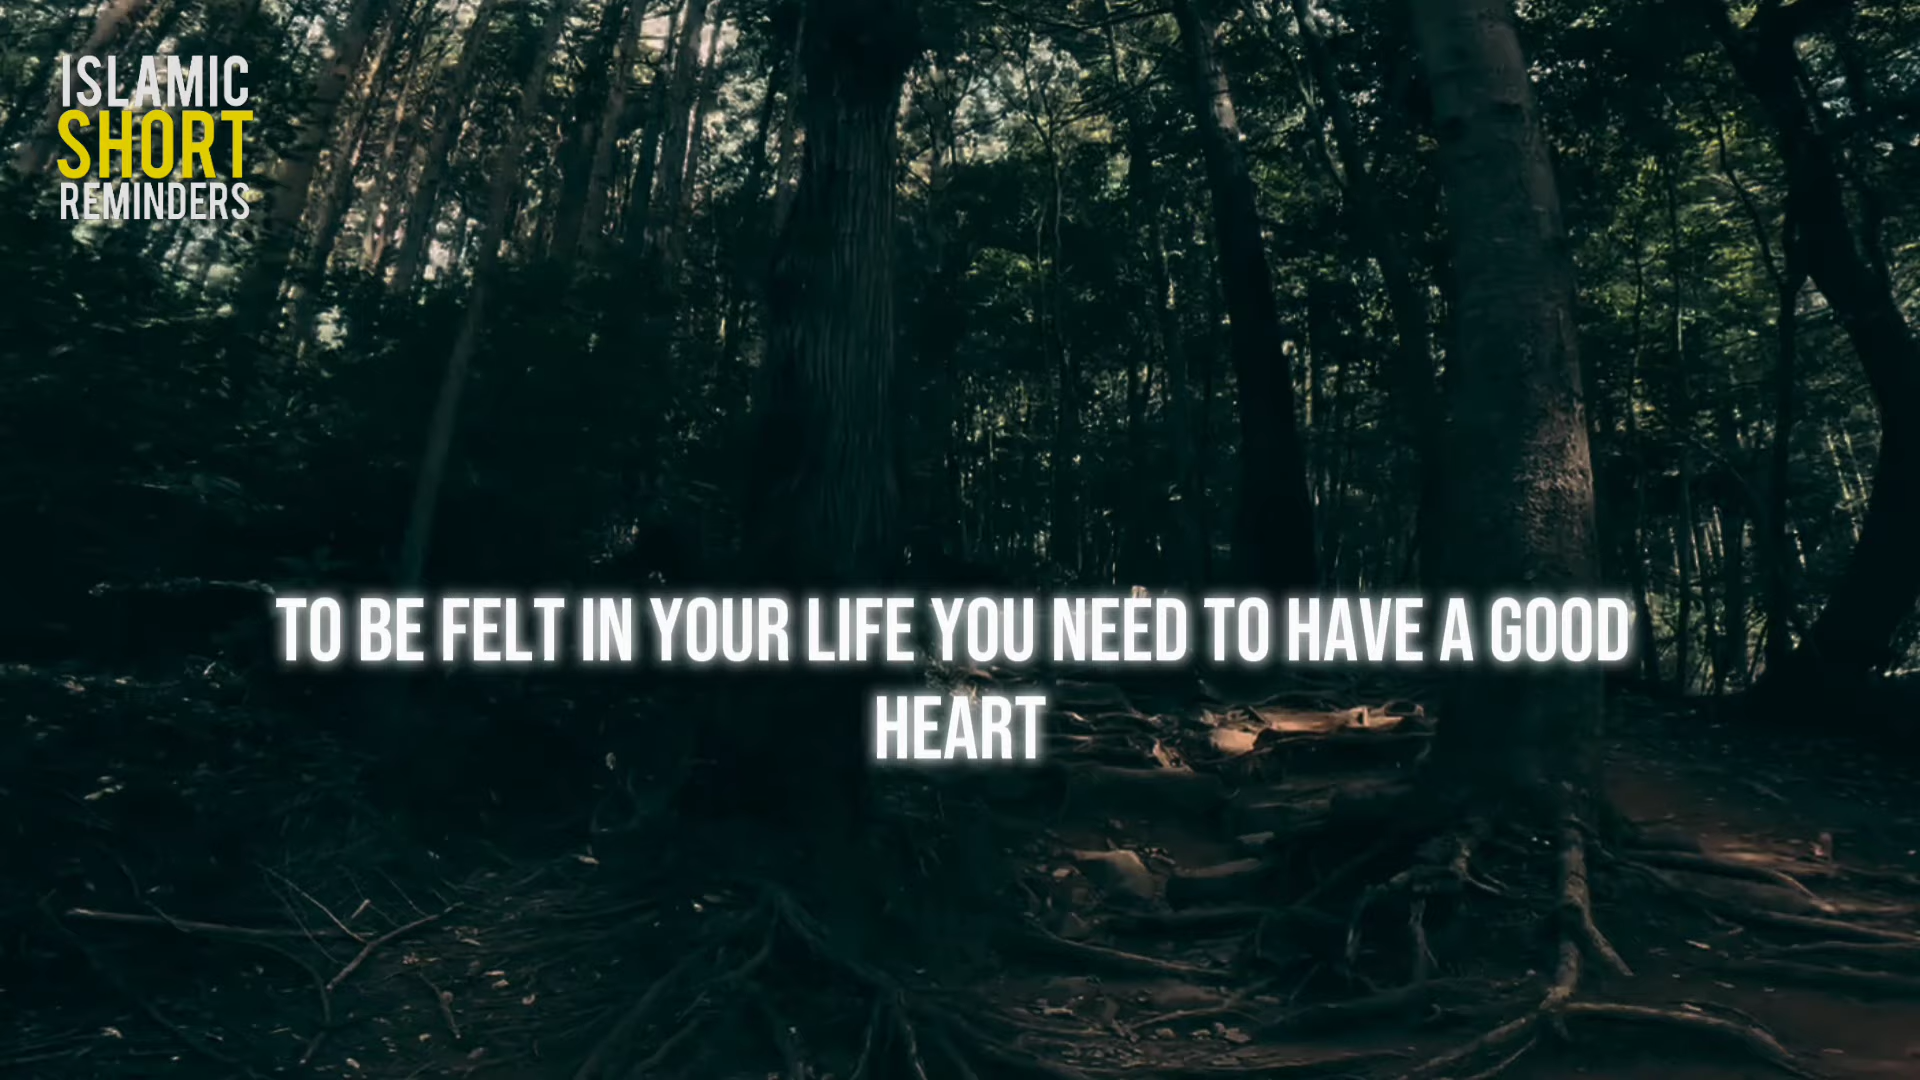 ISLAMIC
SHORT
REMINDERS
TO BE FELT IN YOUR LIFE YOU NEED TO HAVE A GOOD
HEART